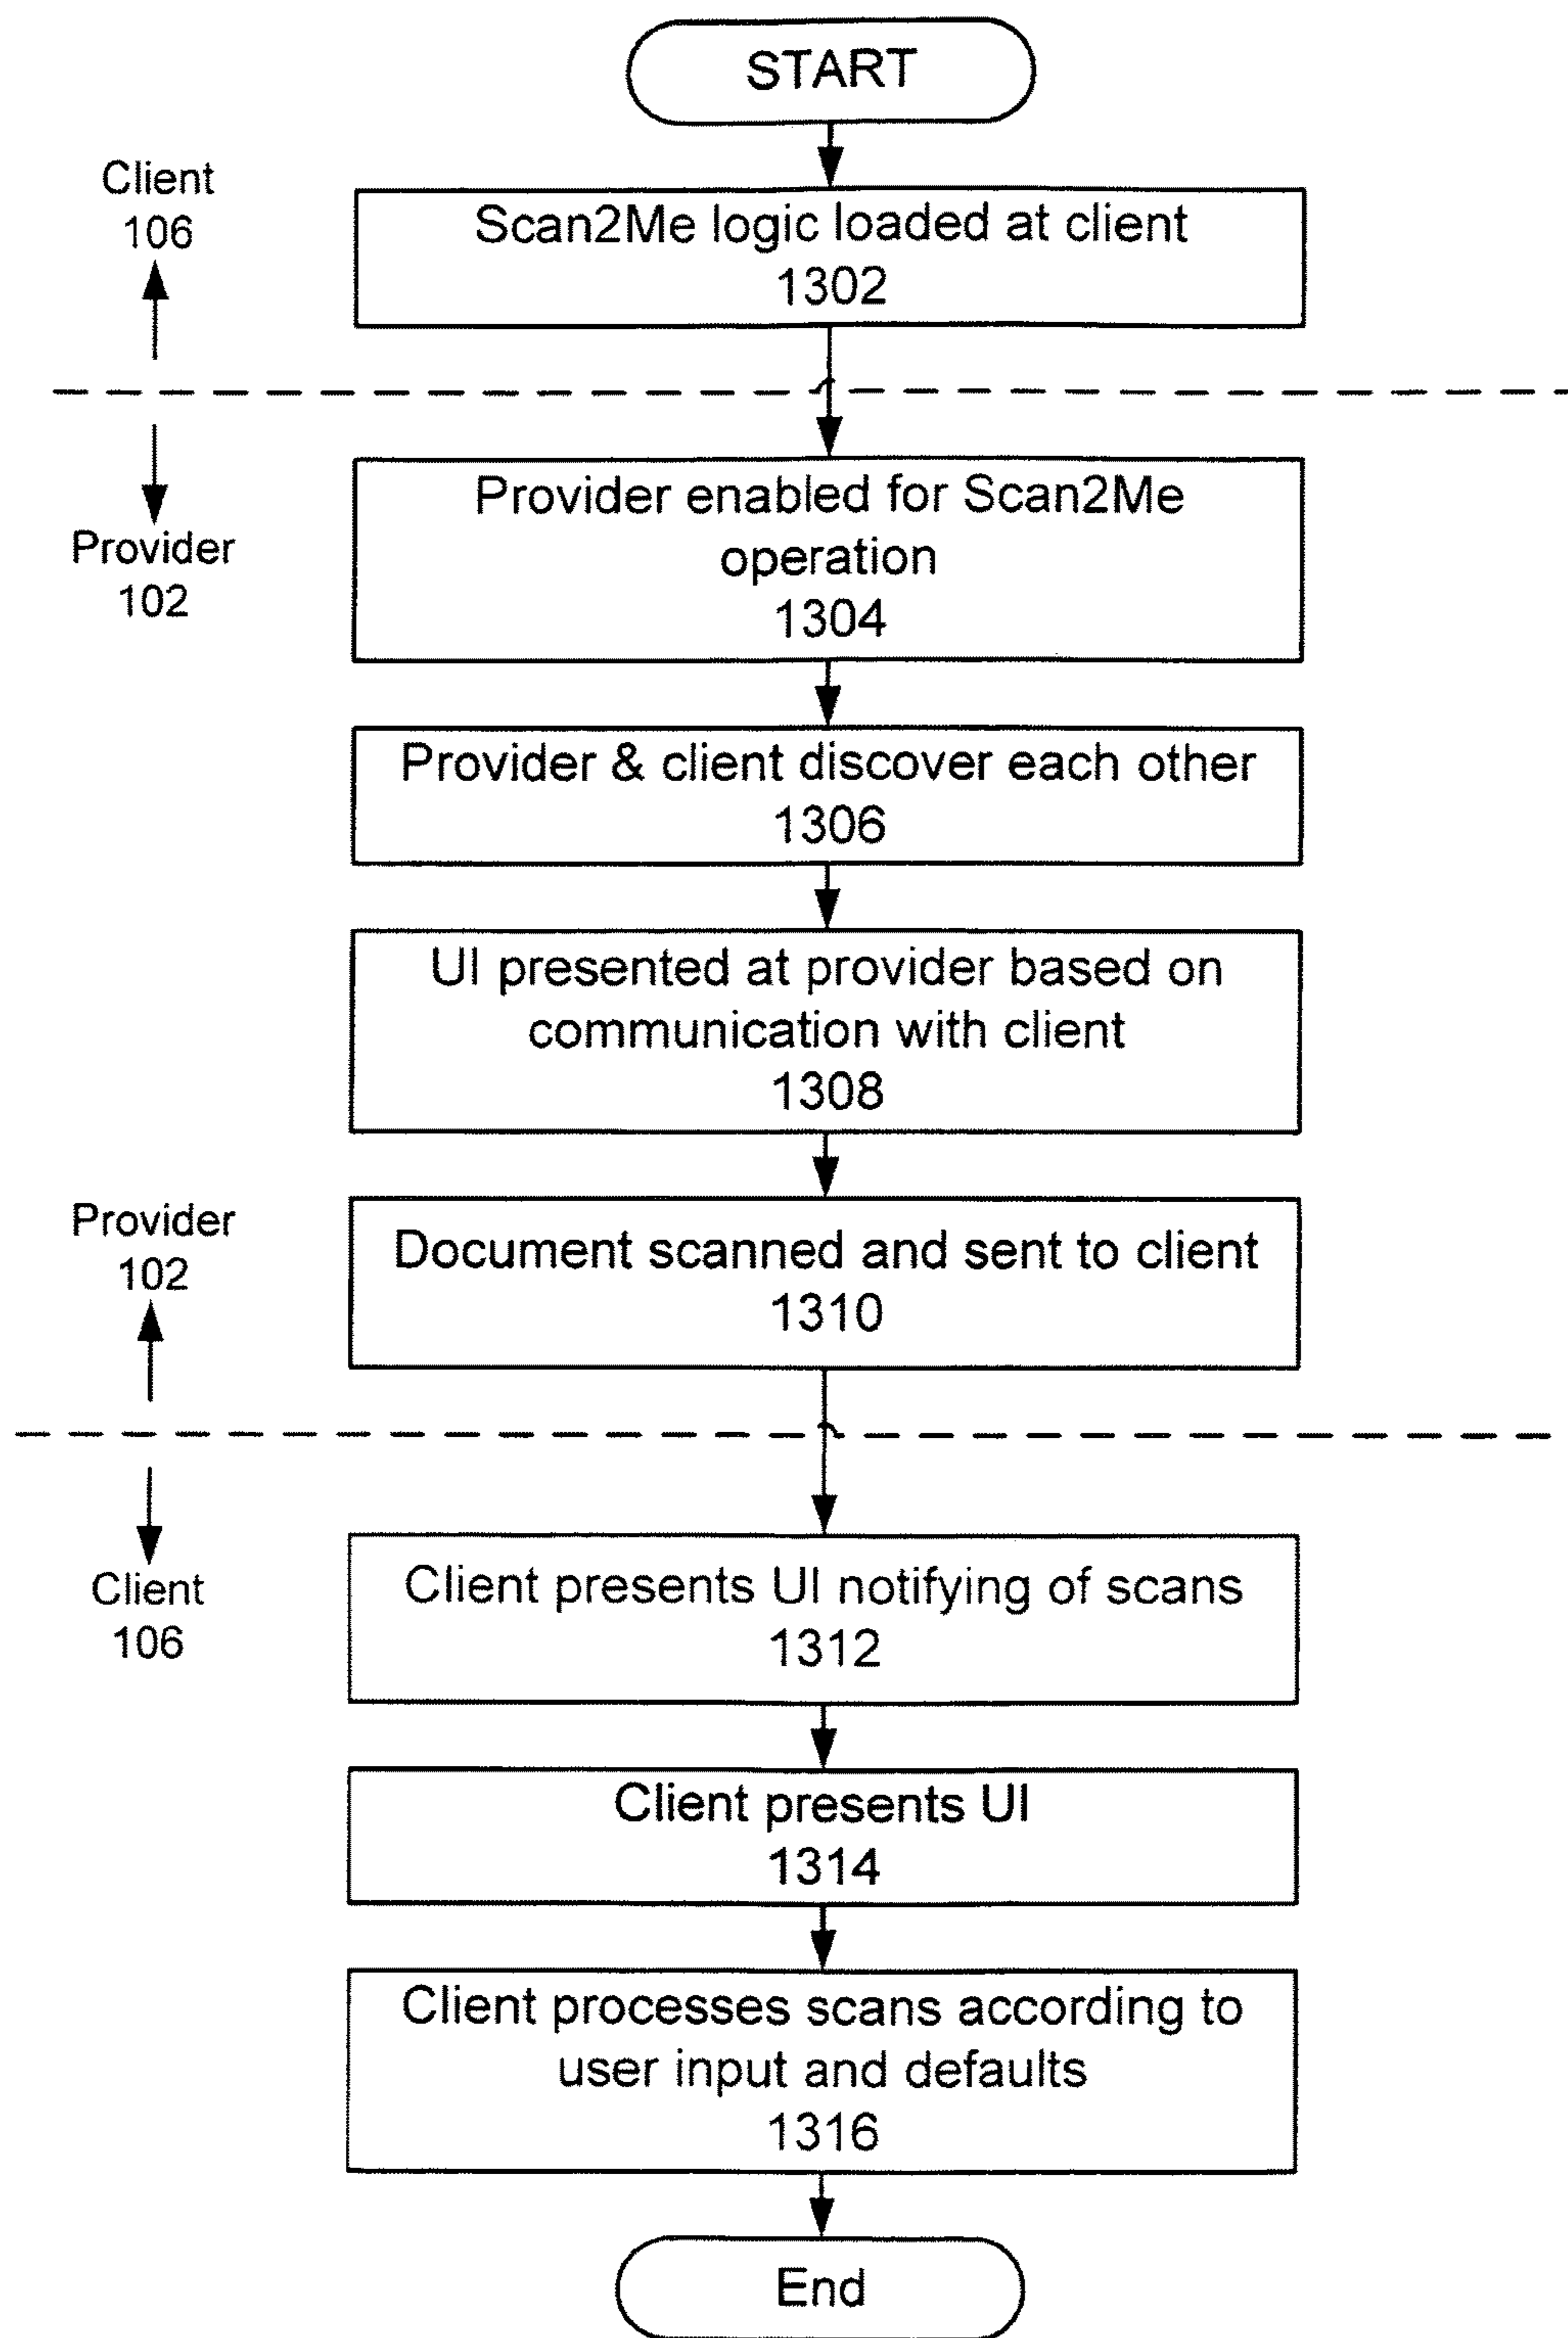 START
Client
106
Scan2Me logic loaded at client
1302
Provider
102
Provider enabled for Scan2Me
operation
1304
Provider & client discover each other
1306
UI presented at provider based on
communication with client
1308
Provider
102
Document scanned and sent to client
1310
Client
106
Client presents UI notifying of scans
1312
Client presents UI
1314
Client processes scans according to
user input and defaults
1316
End